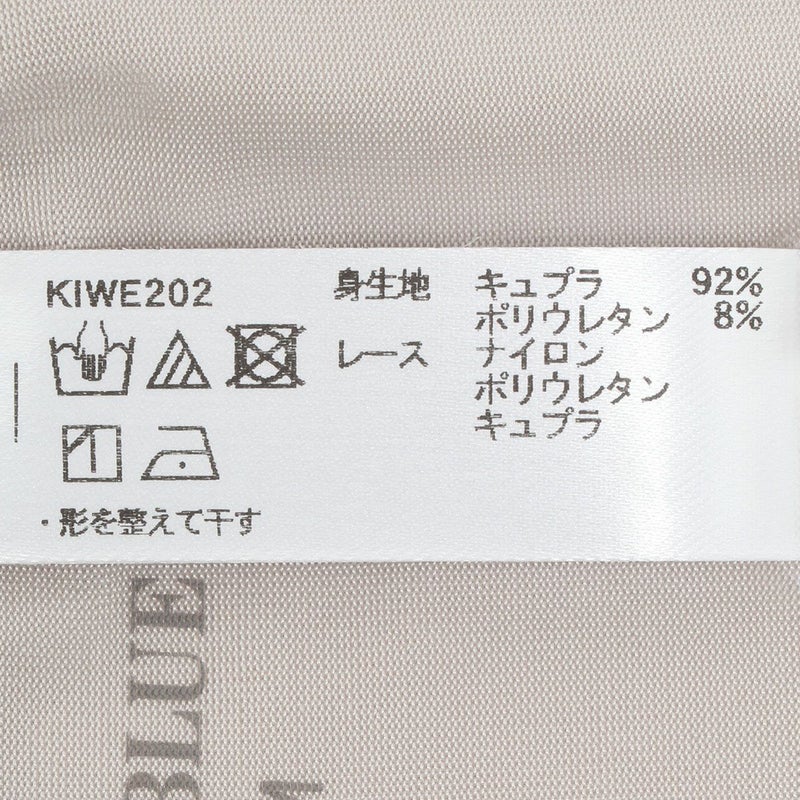 KIWE202
身生地 キュプラ 92%
ポリウレタン 8%
レース ナイロン
ポリウレタン
キュプラ
・形を整えて干す
BLUE